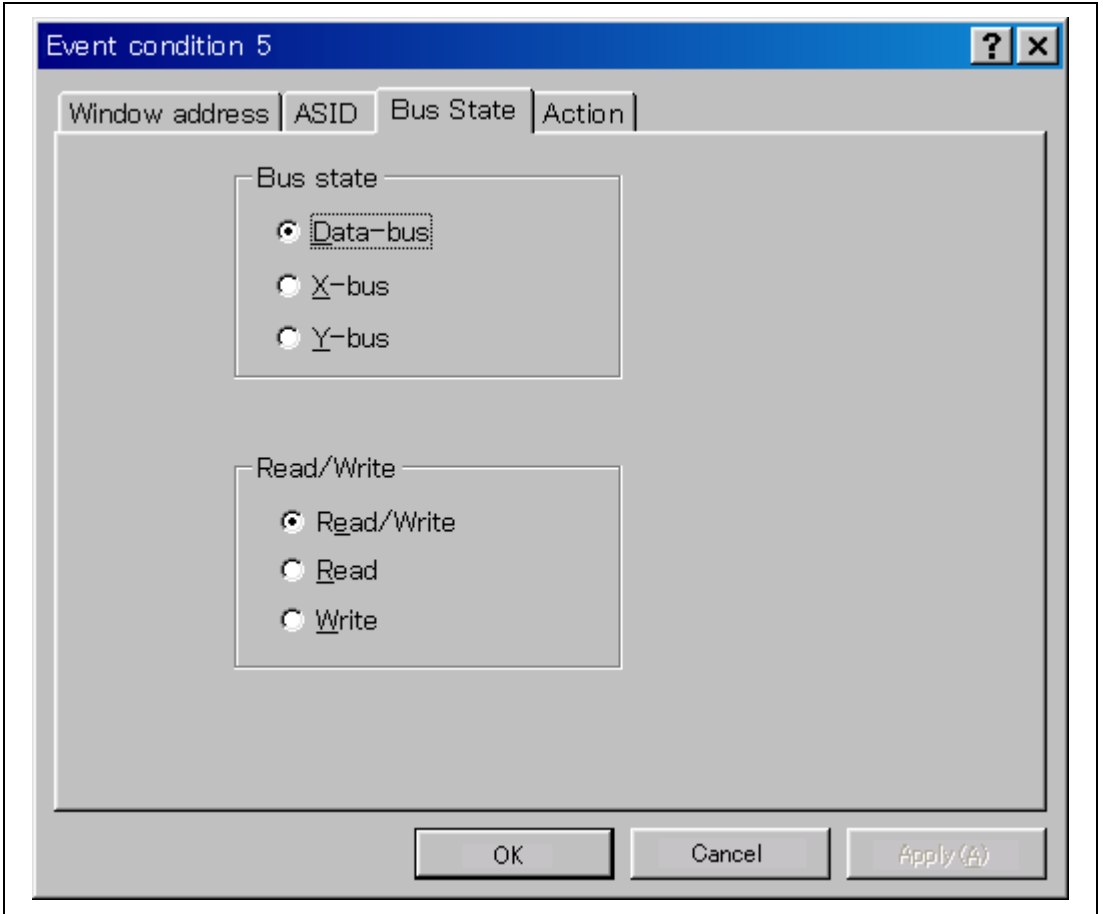 Event condition 5
Window address ASID Bus State Action
Bus state
Data-bus
X-bus
Y-bus
Read/Write
Read/Write
Read
Write
OK Cancel Apply(A)